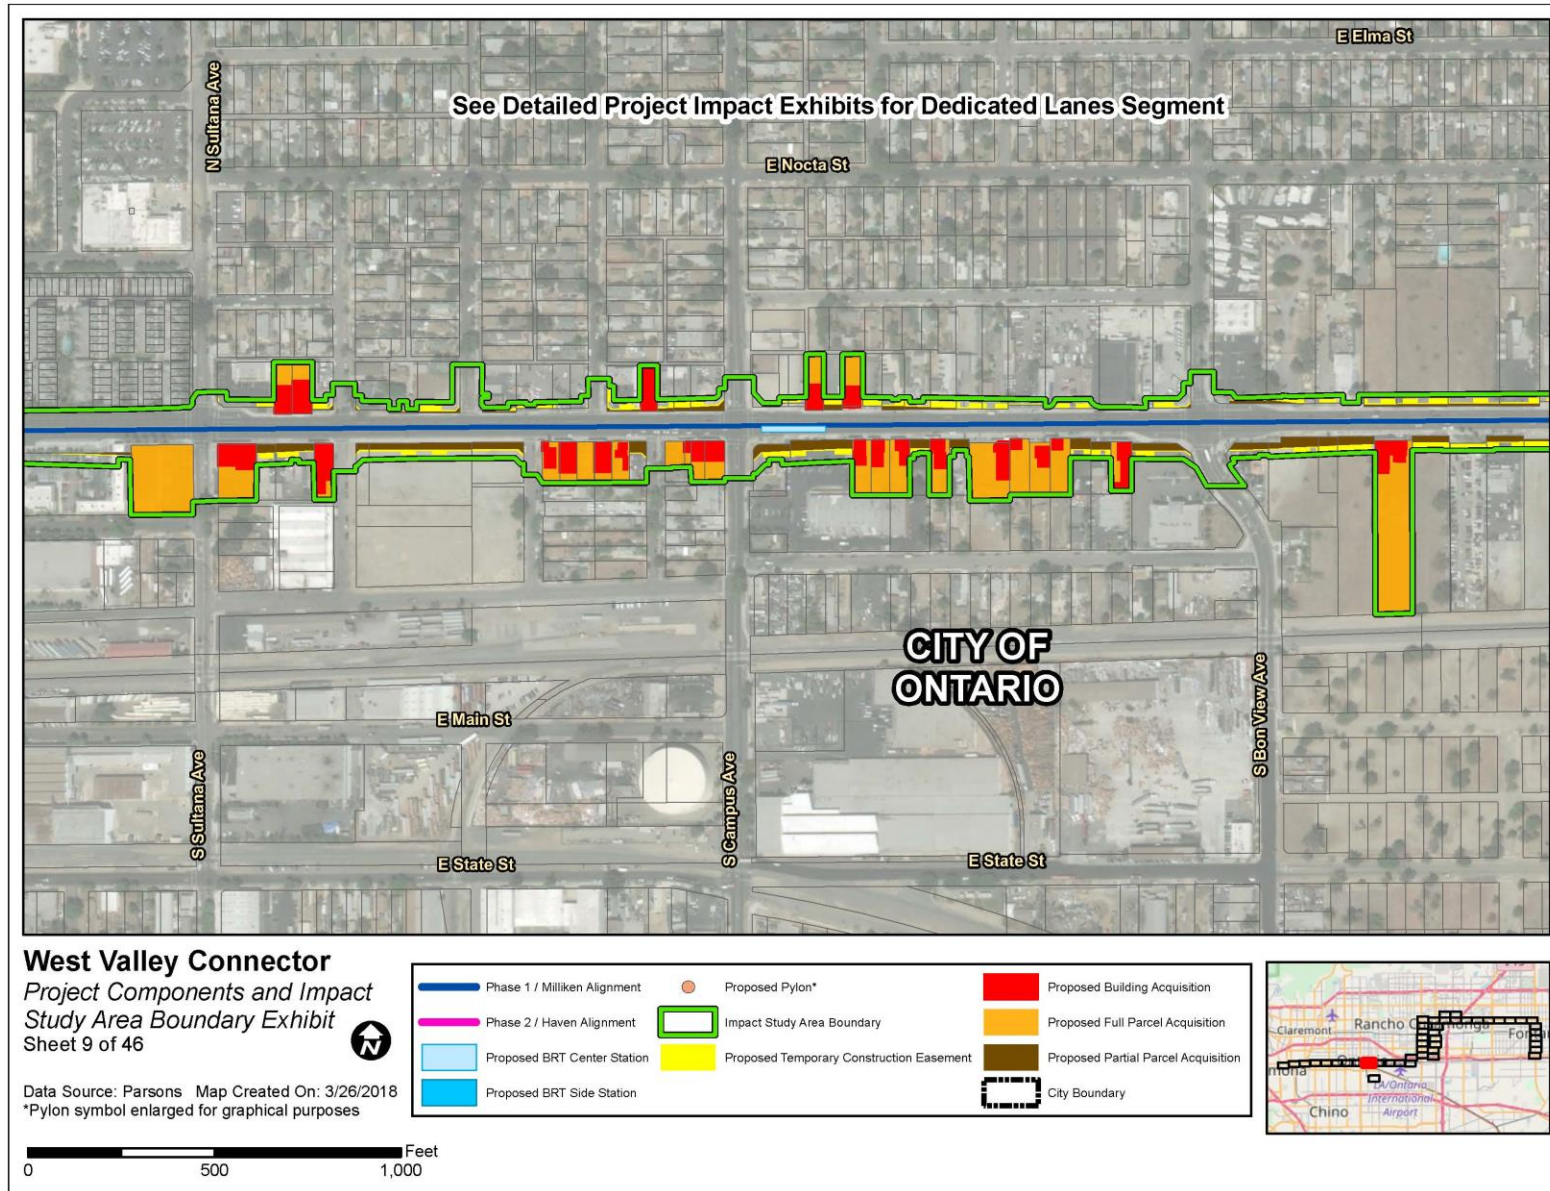 E Elma St
N Sultana Ave
See Detailed Project Impact Exhibits for Dedicated Lanes Segment
E Nocta St
CITY OF
ONTARIO
S Bon View Ave
E Main St
S Sultana Ave
S Campus Ave
E State St
E State St
West Valley Connector
Project Components and Impact
Study Area Boundary Exhibit
Sheet 9 of 46
N
Data Source: Parsons Map Created On: 3/26/2018
*Pylon symbol enlarged for graphical purposes
0 500 1,000 Feet
Phase 1 / Milliken Alignment
Phase 2 / Haven Alignment
Proposed BRT Center Station
Proposed BRT Side Station
Proposed Pylon*
Impact Study Area Boundary
Proposed Temporary Construction Easement
Proposed Building Acquisition
Proposed Full Parcel Acquisition
Proposed Partial Parcel Acquisition
City Boundary
Claremont
Rancho
LA/Ontario
International
Airport
Chino